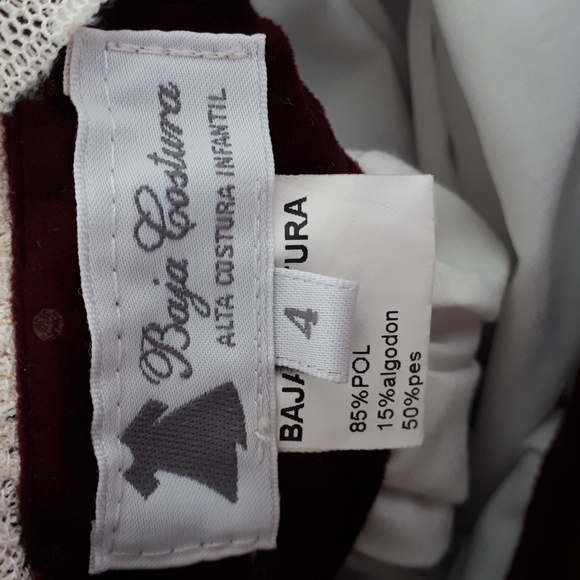 Baja Costura
ALTA COSTURA INFANTIL
4
BAJA
URA
85%POL
15%algodon
50%pes